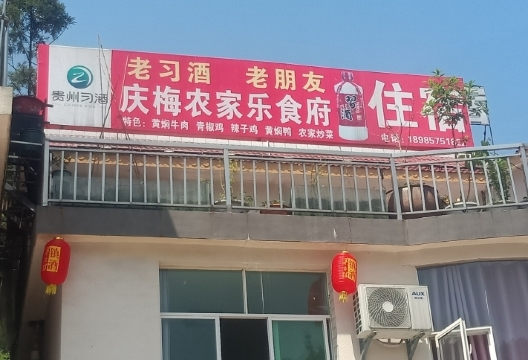 贵州习酒
老习酒 老朋友
庆梅农家乐食府
特色：黄焖牛肉 青椒鸡 辣子鸡 黄焖鸭 农家炒菜
住宿
AUX